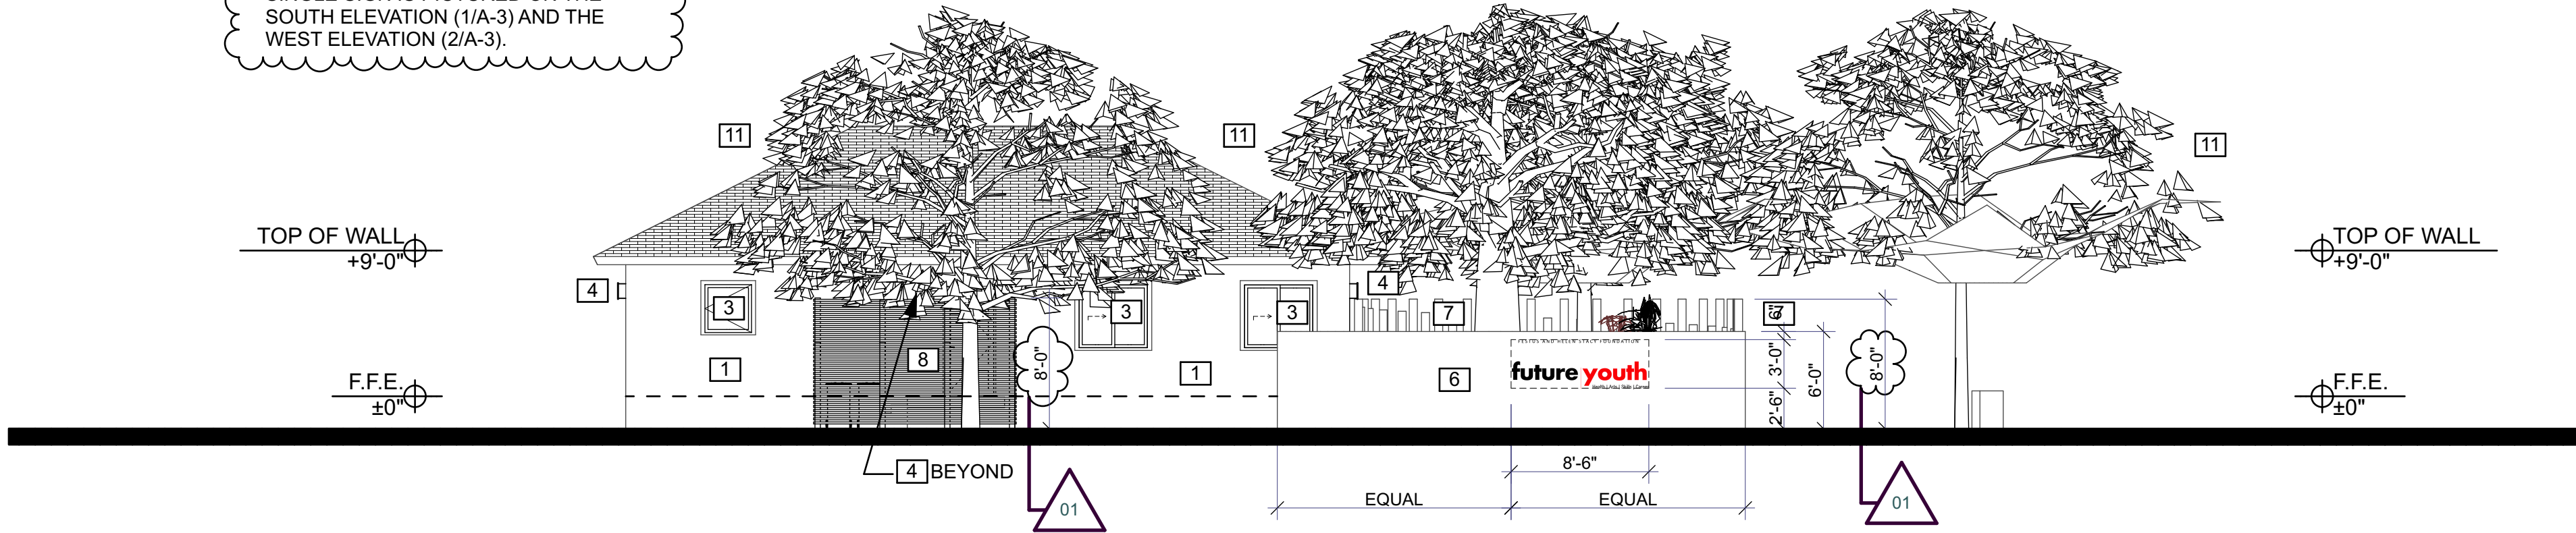 SOUTH ELEVATION (1/A-3) AND THE
WEST ELEVATION (2/A-3).
11
11
11
TOP OF WALL
+9'-0"
TOP OF WALL
+9'-0"
4
3
3
3
4
7
7
8
1
1
6
8'-0"
future youth
3'-0"
2'-6"
6'-0"
8'-0"
F.F.E.
±0"
F.F.E.
±0"
4 BEYOND
8'-6"
EQUAL
EQUAL
01
01